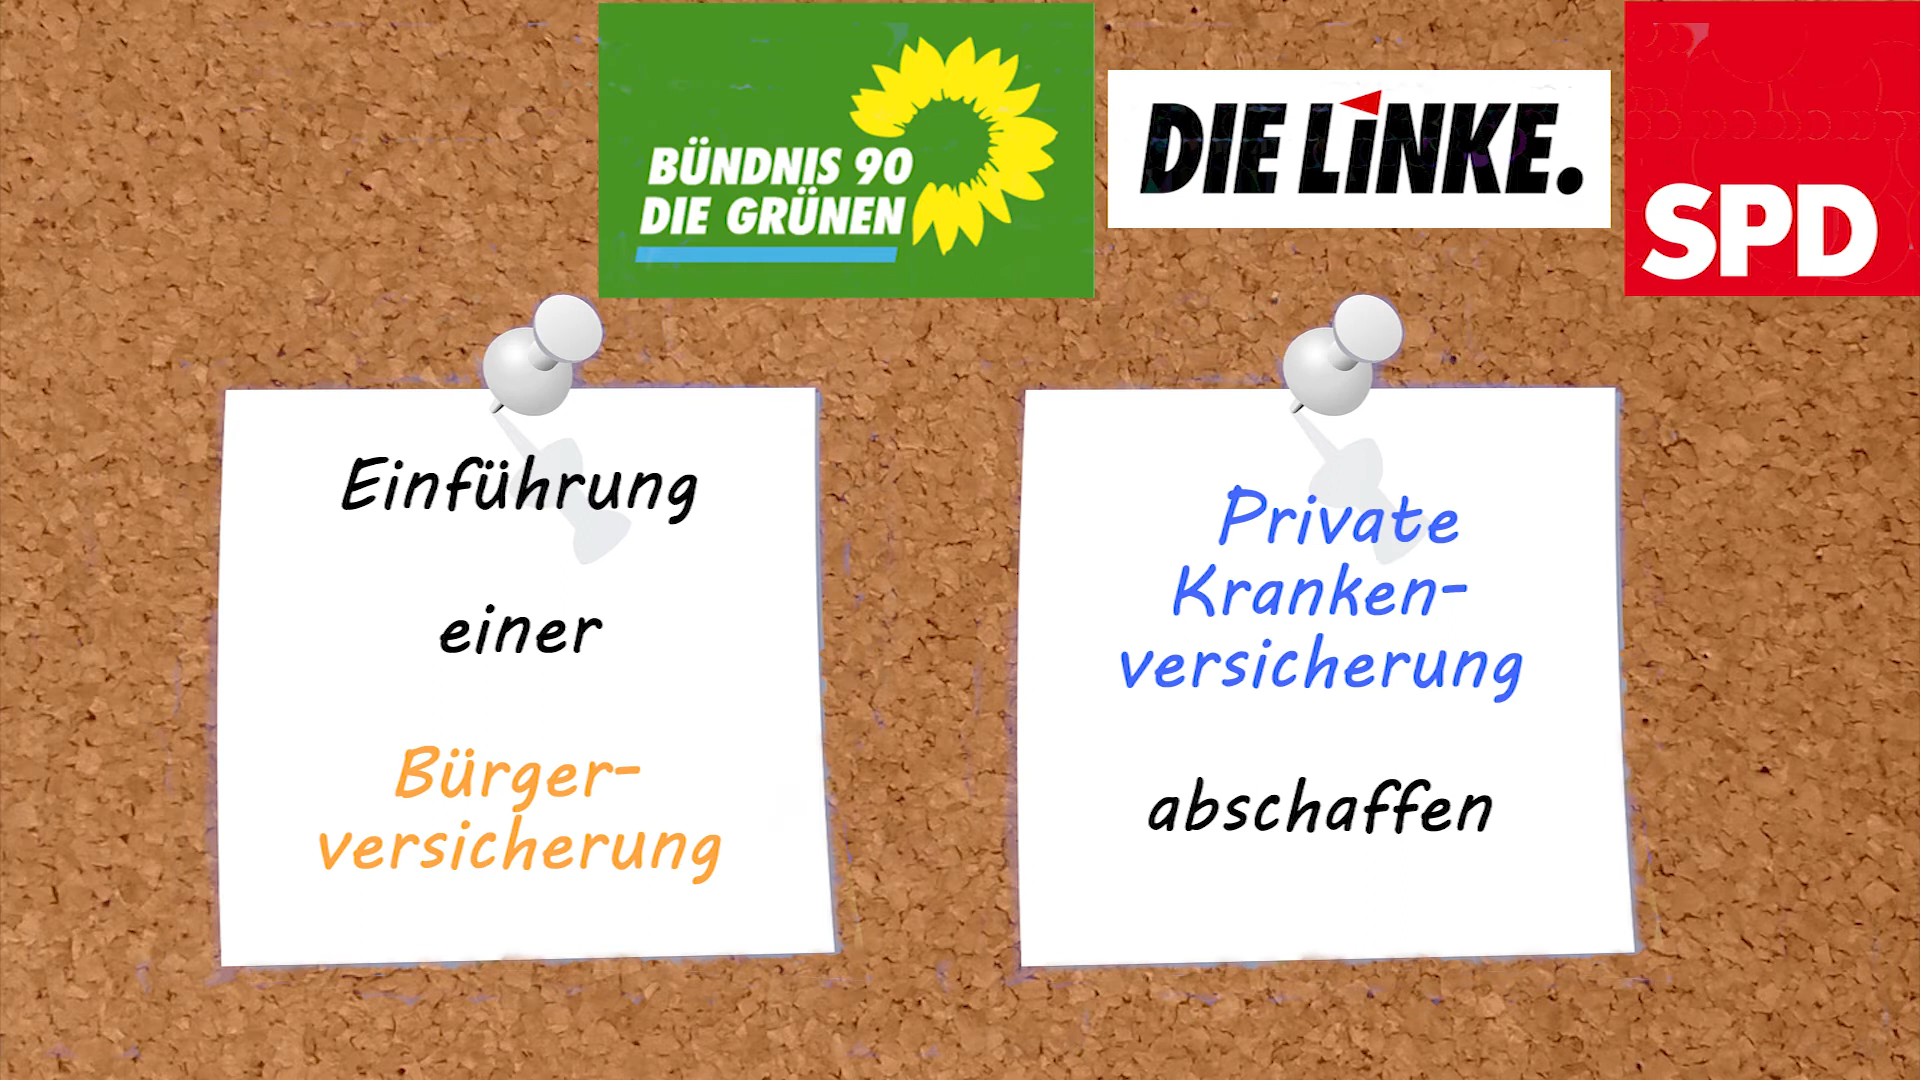 BÜNDNIS 90
DIE GRÜNEN
DIE LINKE.
SPD
Einführung
einer
Bürger-
versicherung
Private
Kranken-
versicherung
abschaffen